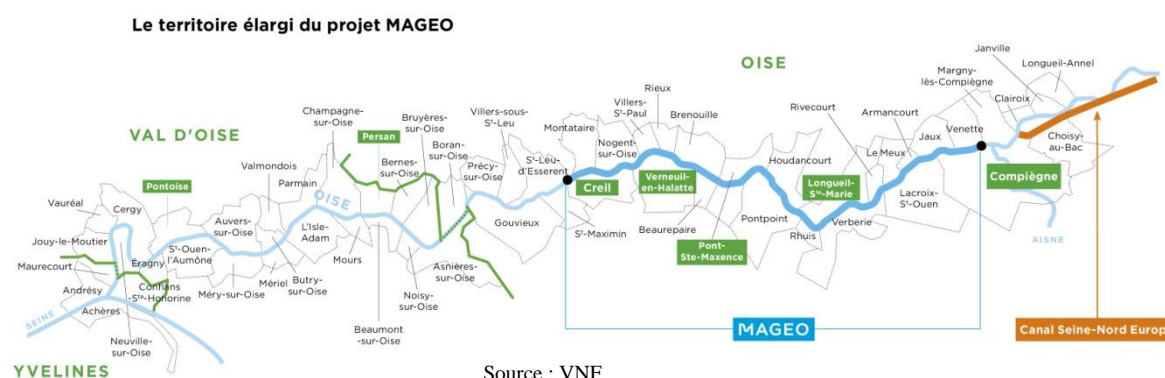 Le territoire élargi du projet MAGEO
OISE
VAL D'OISE
YVELINES
Vauréal
Cergy
Jouy-le-Moutier
Maurecourt
Andrésy
Achères
SEINE
Neuville-
sur-Oise
Éragny
Conflans
-Sᵗᵉ-Honorine
Pontoise
Sᵗ-Ouen-
l'Aumône
Auvers-
sur-Oise
Méry-sur-Oise
Valmondois
Mériel
Butry-
sur-Oise
Parmain
L'Isle-
Adam
OISE
Champagne-
sur-Oise
Mours
Persan
Beaumont
-sur-Oise
Bernes-
sur-Oise
Bruyères-
sur-Oise
Noisy-
sur-Oise
Boran-
sur-Oise
Asnières-
sur-Oise
Précy-
sur-Oise
Villers-sous-
Sᵗ-Leu
Gouvieux
Sᵗ-Leu-
d'Esserent
Montataire
Creil
Sᵗ-Maximin
Nogent-
sur-Oise
Villers-
Sᵗ-Paul
Rieux
Verneuil-
en-Halatte
Brenouille
Beaurepaire
Pont-
Ste-Maxence
Pontpoint
Houdancourt
Rhuis
Rivecourt
Longueil-
Sᵗᵉ-Marie
Verberie
Le Meux
Armancourt
Lacroix-
Sᵗ-Ouen
Jaux
Venette
Margny-
lès-Compiègne
Compiègne
Clairoix
Janville
Longueil-Annel
Choisy-
au-Bac
AISNE
MAGEO
Canal Seine-Nord Europ
Source : VNF